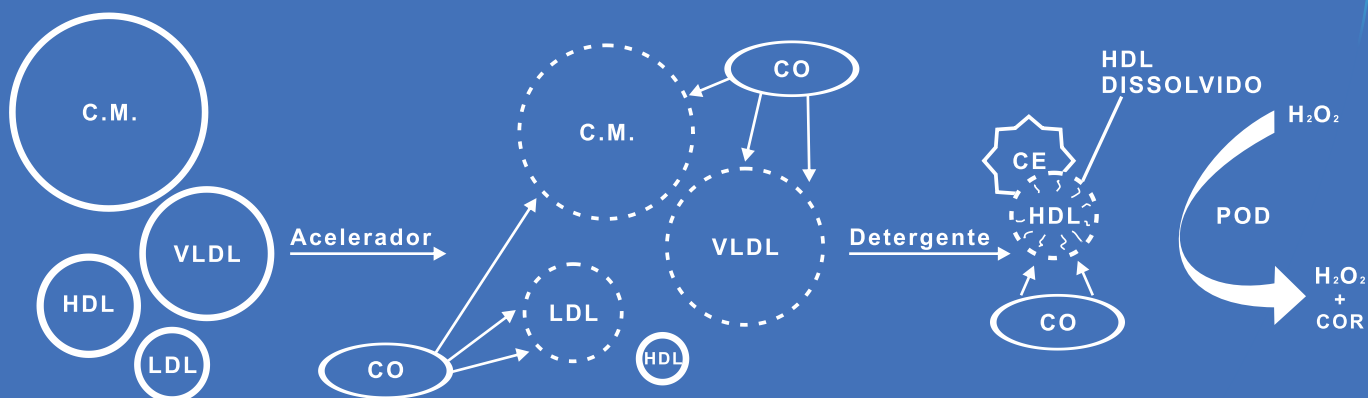 C.M.
VLDL
HDL
LDL
Acelerador
CO
C.M.
CO
VLDL
LDL
HDL
Detergente
HDL
DISSOLVIDO
CE
HDL
CO
H₂O₂
POD
H₂O₂
+
COR